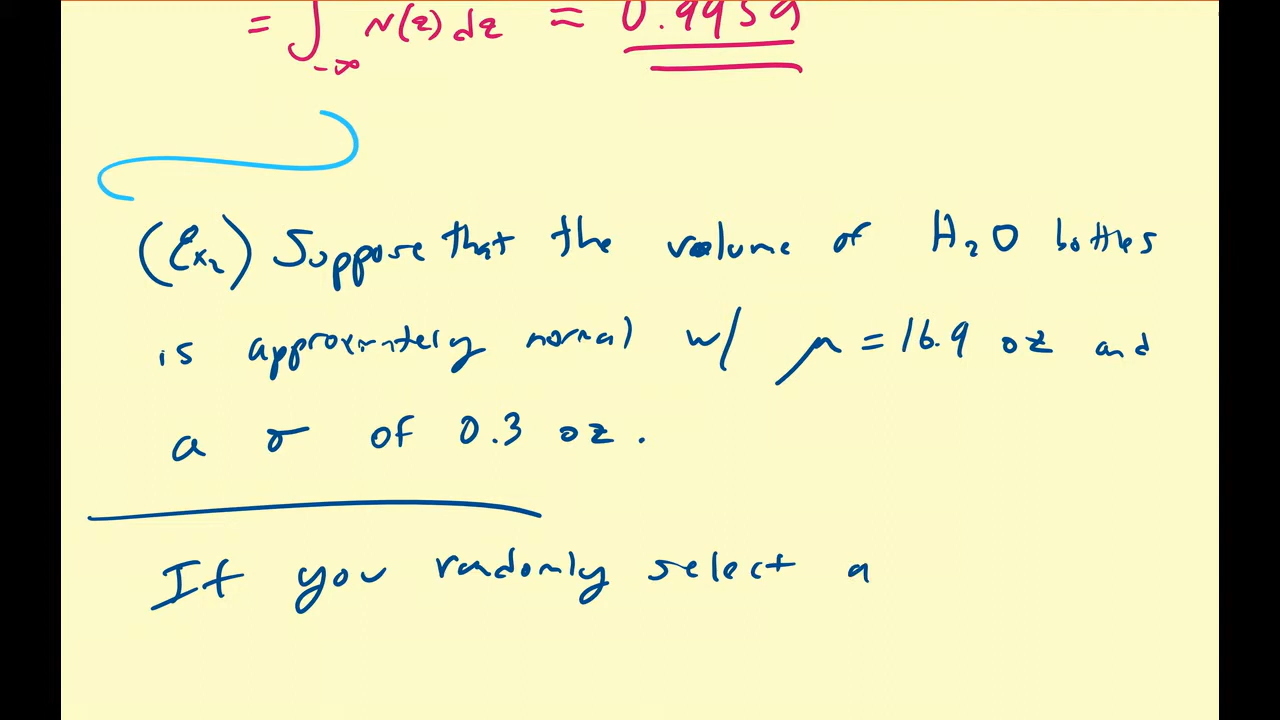 = ∫_{-∞} N(z) dz ≈ 0.9959
(Ex₂) Suppose that the volume of H₂O bottles
is approximately normal w/ μ = 16.9 oz and
a σ of 0.3 oz.
If you randomly select a